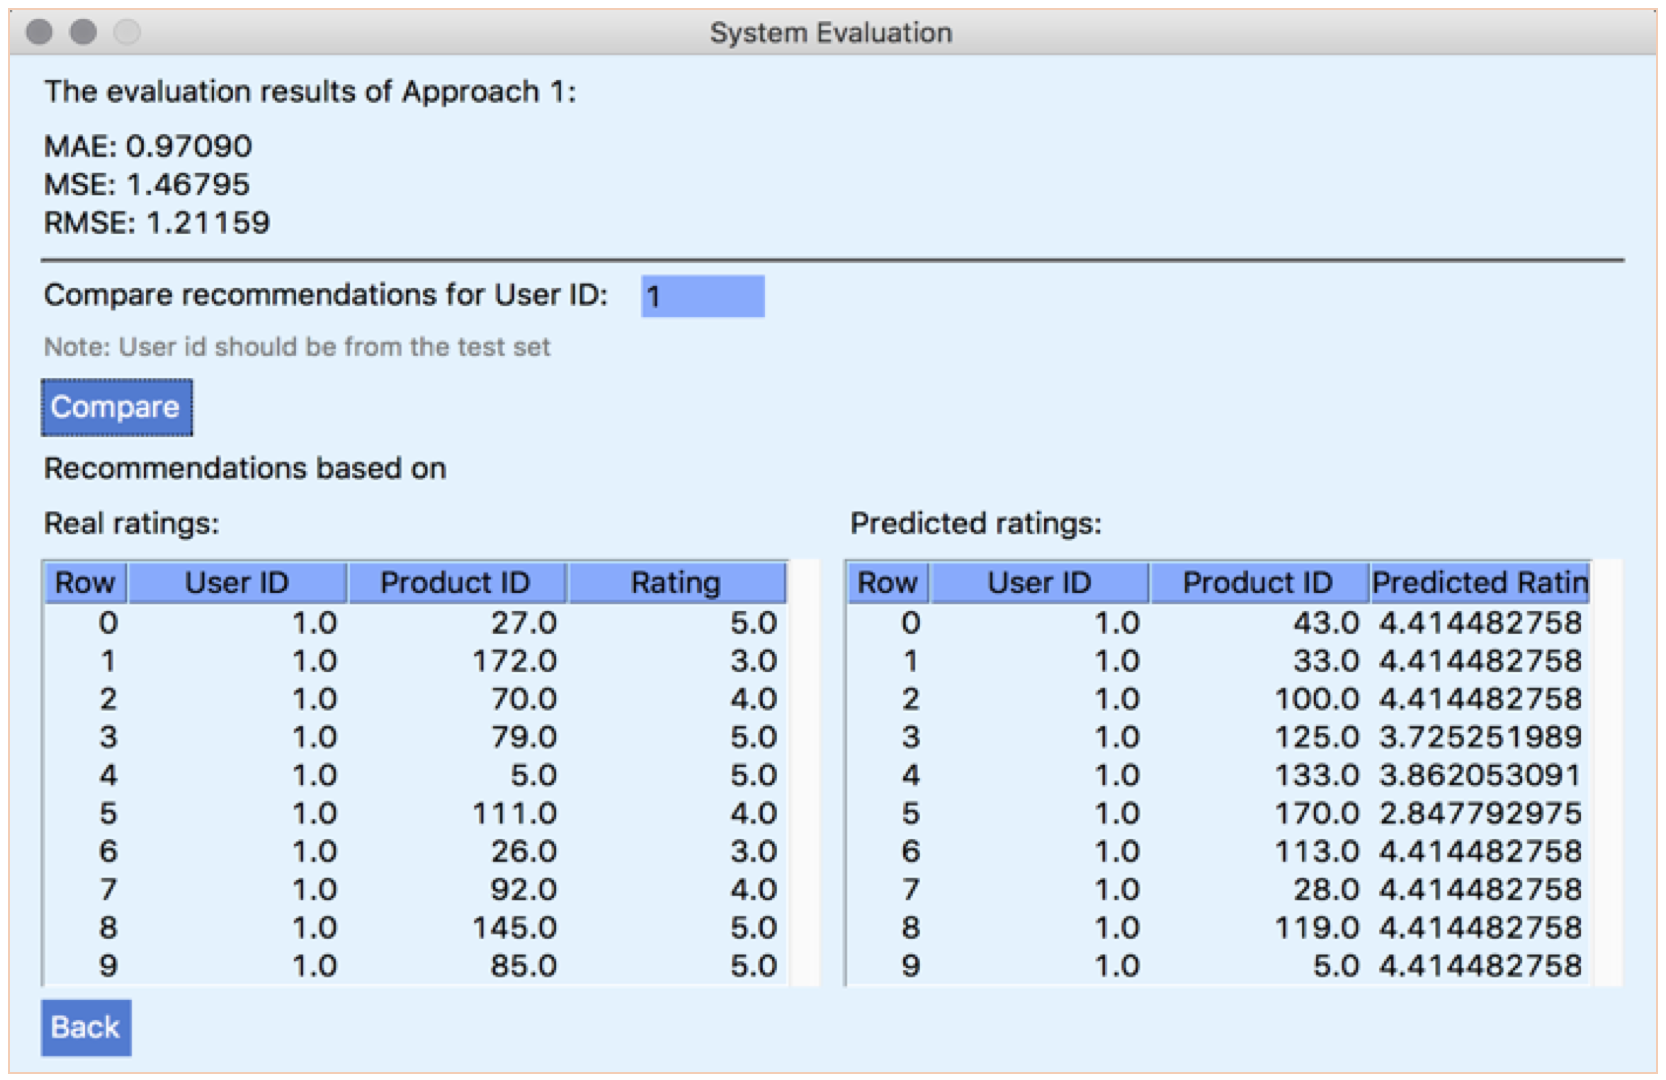 System Evaluation
The evaluation results of Approach 1:
MAE: 0.97090
MSE: 1.46795
RMSE: 1.21159
Compare recommendations for User ID: 1
Note: User id should be from the test set
Compare
Recommendations based on
Real ratings:
Row User ID Product ID Rating
0 1.0 27.0 5.0
1 1.0 172.0 3.0
2 1.0 70.0 4.0
3 1.0 79.0 5.0
4 1.0 5.0 5.0
5 1.0 111.0 4.0
6 1.0 26.0 3.0
7 1.0 92.0 4.0
8 1.0 145.0 5.0
9 1.0 85.0 5.0
Predicted ratings:
Row User ID Product ID Predicted Ratin
0 1.0 43.0 4.414482758
1 1.0 33.0 4.414482758
2 1.0 100.0 4.414482758
3 1.0 125.0 3.725251989
4 1.0 133.0 3.862053091
5 1.0 170.0 2.847792975
6 1.0 113.0 4.414482758
7 1.0 28.0 4.414482758
8 1.0 119.0 4.414482758
9 1.0 5.0 4.414482758
Back